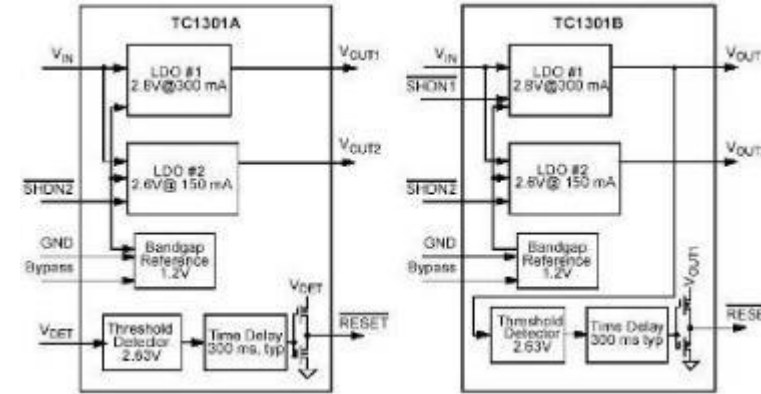 TC1301A
VIN
LDO #1
2.8V@300 mA
VOUT1
LDO #2
2.6V@ 150 mA
VOUT2
SHDN2
GND
Bypass
Bandgap
Reference
1.2V
VDET
VDET
Threshold
Detector
2.63V
Time Delay
300 ms, typ
RESET
TC1301B
VIN
SHDN1
LDO #1
2.8V@300 mA
VOUT
LDO #2
2.6V@ 150 mA
VOUT
SHDN2
GND
Bypass
Bandgap
Reference
1.2V
VOUT1
Threshold
Detector
2.63V
Time Delay
300 ms typ
RESE